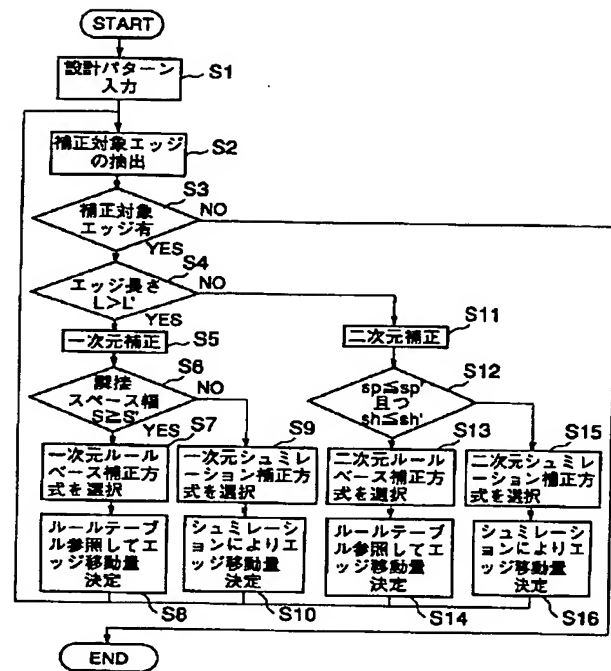 START
設計パターン
入力
S1
補正対象エッジ
の抽出
S2
S3
補正対象
エッジ有
NO
YES
S4
エッジ長さ
L>L'
NO
YES
一次元補正
S5
二次元補正
S11
S6
隣接
スペース幅
S≧S'
NO
YES
S12
sp≦sp'
且つ
sh≦sh'
S7
一次元ルール
ベース補正方
式を選択
S9
一次元シュミレ
ーション補正方
式を選択
S13
二次元ルール
ベース補正方
式を選択
S15
二次元シュミレ
ーション補正方
式を選択
ルールテーブ
ル参照してエ
ッジ移動量
決定
S8
シュミレーショ
ンによりエッ
ジ移動量
決定
S10
ルールテーブ
ル参照してエ
ッジ移動量
決定
S14
シュミレーショ
ンによりエッ
ジ移動量
決定
S16
END